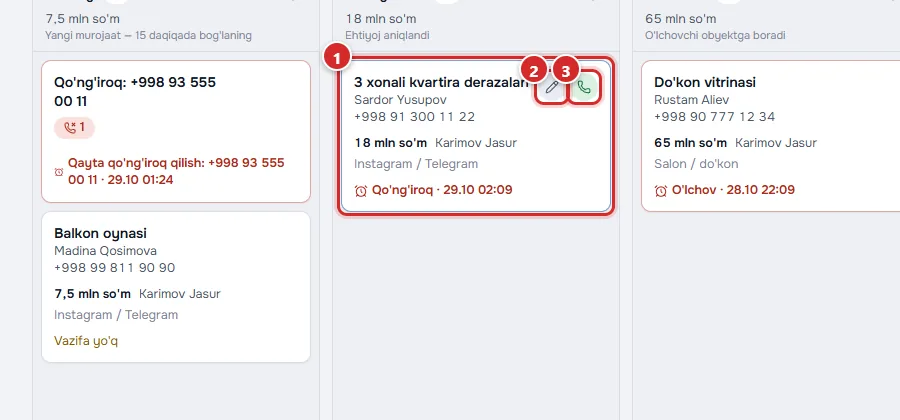 7,5 mln so'm
Yangi murojaat — 15 daqiqada bog'laning
Qo'ng'iroq: +998 93 555
00 11
1
Qayta qo'ng'iroq qilish: +998 93 555
00 11 · 29.10 01:24
Balkon oynasi
Madina Qosimova
+998 99 811 90 90
7,5 mln so'm Karimov Jasur
Instagram / Telegram
Vazifa yo'q
18 mln so'm
Ehtiyoj aniqlandi
1
2
3
3 xonali kvartira derazalari
Sardor Yusupov
+998 91 300 11 22
18 mln so'm Karimov Jasur
Instagram / Telegram
Qo'ng'iroq · 29.10 02:09
65 mln so'm
O'lchovchi obyektga boradi
Do'kon vitrinasi
Rustam Aliev
+998 90 777 12 34
65 mln so'm Karimov Jasur
Salon / do'kon
O'lchov · 28.10 22:09